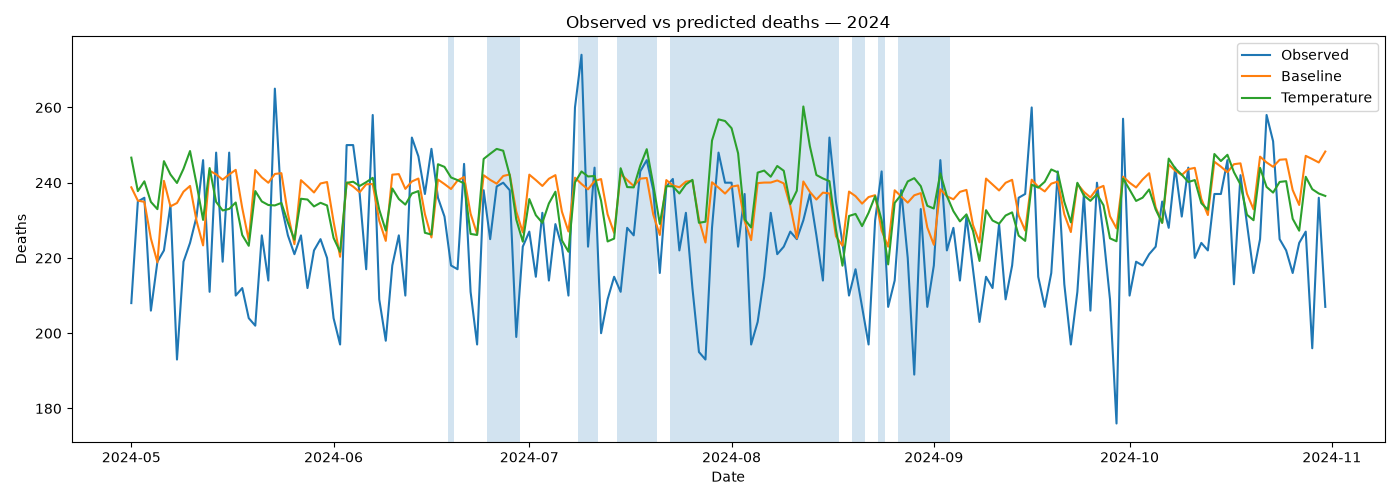 Observed vs predicted deaths — 2024
Observed
Baseline
Temperature
Deaths
260
240
220
200
180
2024-05
2024-06
2024-07
2024-08
2024-09
2024-10
2024-11
Date